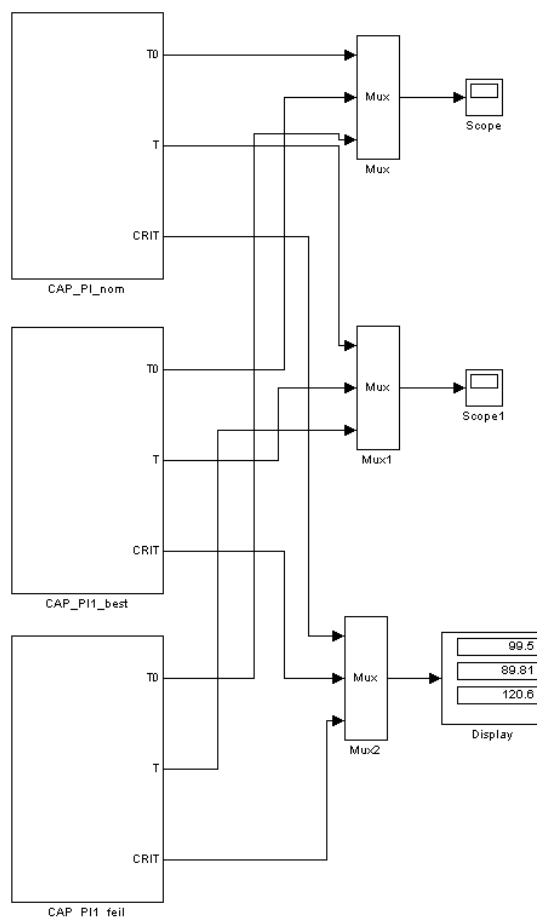 T0
T
CRIT
CAP_PI_nom
T0
T
CRIT
CAP_PI1_best
T0
T
CRIT
CAP_PI1_feil
Mux
Mux
Scope
Mux
Mux1
Scope1
Mux
Mux2
99.5
89.81
120.6
Display